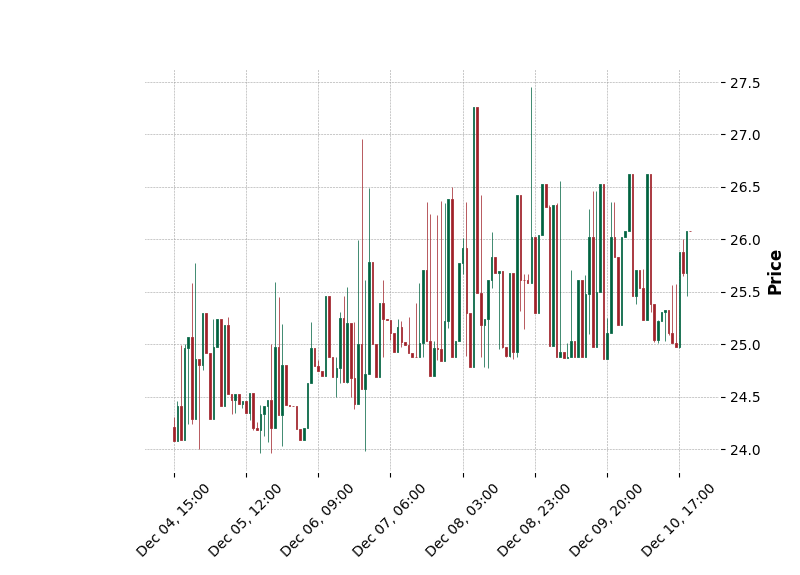 27.5
27.0
26.5
26.0
25.5
25.0
24.5
24.0
Price
Dec 04, 15:00
Dec 05, 12:00
Dec 06, 09:00
Dec 07, 06:00
Dec 08, 03:00
Dec 08, 23:00
Dec 09, 20:00
Dec 10, 17:00